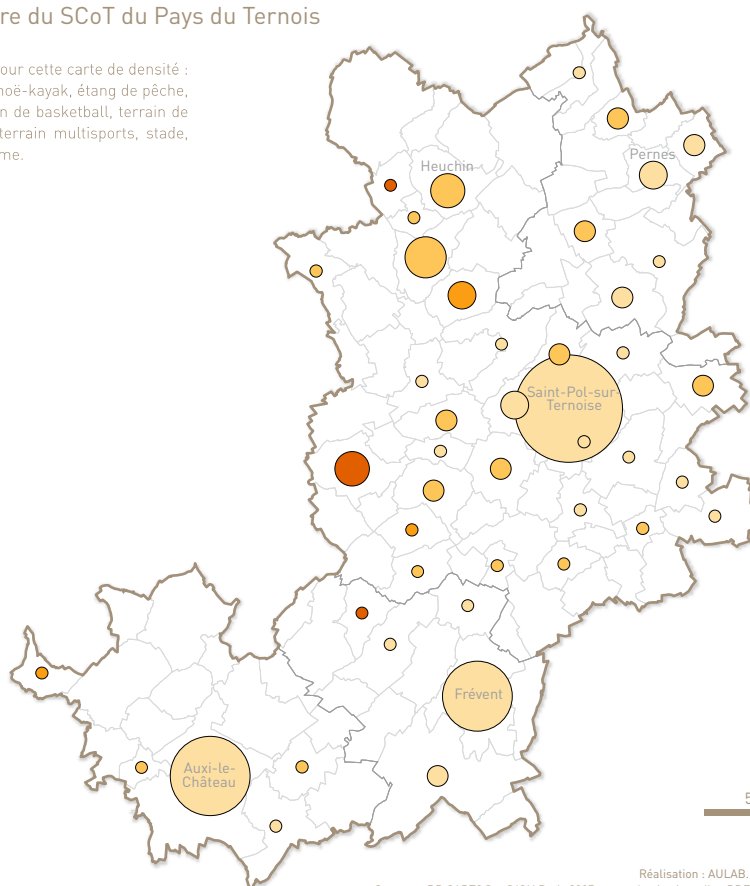 re du SCoT du Pays du Ternois
our cette carte de densité :
noë-kayak, étang de pêche,
n de basketball, terrain de
terrain multisports, stade,
me.
Heuchin
Pernes
Saint-Pol-sur-
Ternoise
Frévent
Auxi-le-
Château
5
Réalisation : AULAB.